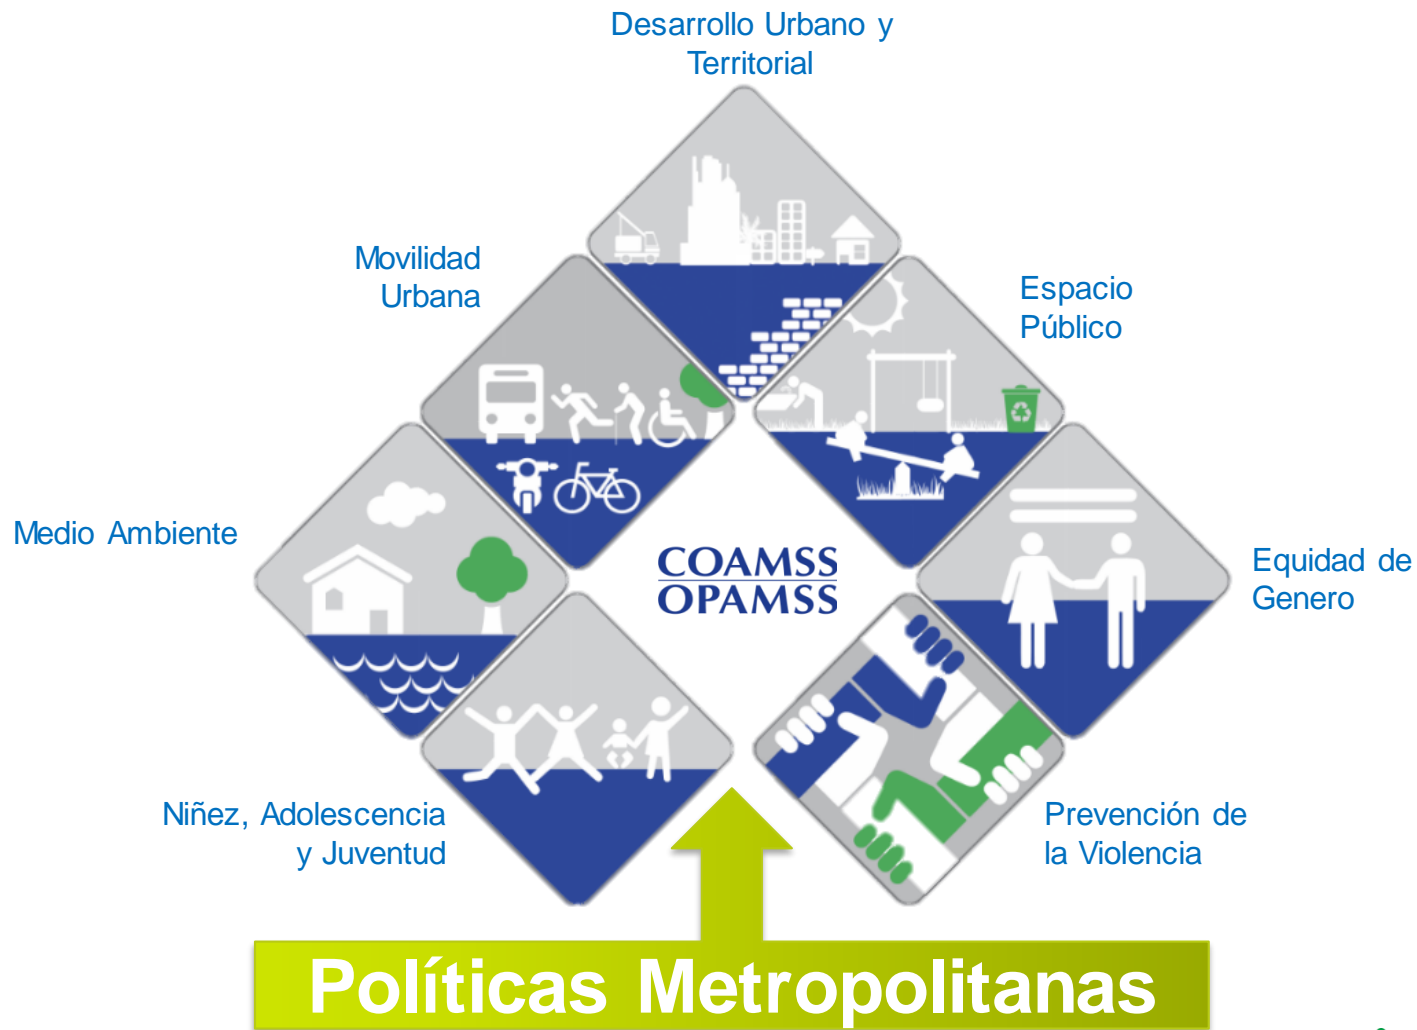 Desarrollo Urbano y
Territorial
Movilidad
Urbana
Espacio
Público
Medio Ambiente
COAMSS
OPAMSS
Equidad de
Genero
Niñez, Adolescencia
y Juventud
Prevención de
la Violencia
Políticas Metropolitanas